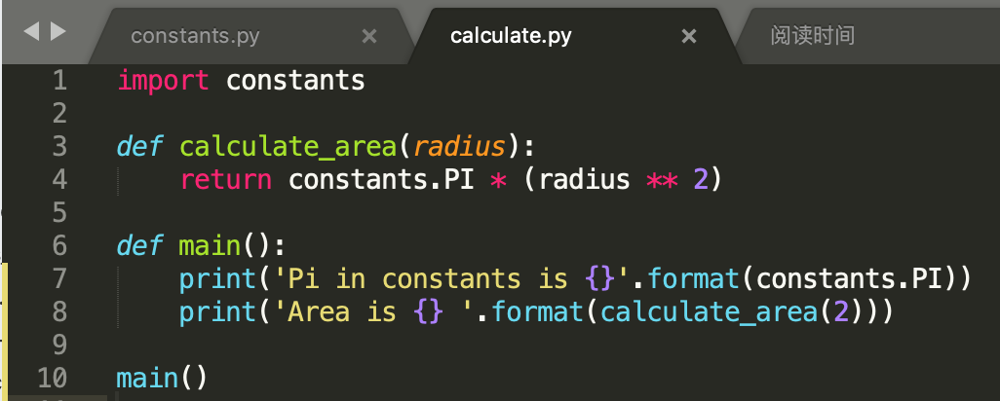 constants.py × calculate.py × 阅读时间
1 import constants
2
3 def calculate_area(radius):
4     return constants.PI * (radius ** 2)
5
6 def main():
7     print('Pi in constants is {}'.format(constants.PI))
8     print('Area is {} '.format(calculate_area(2)))
9
10 main()